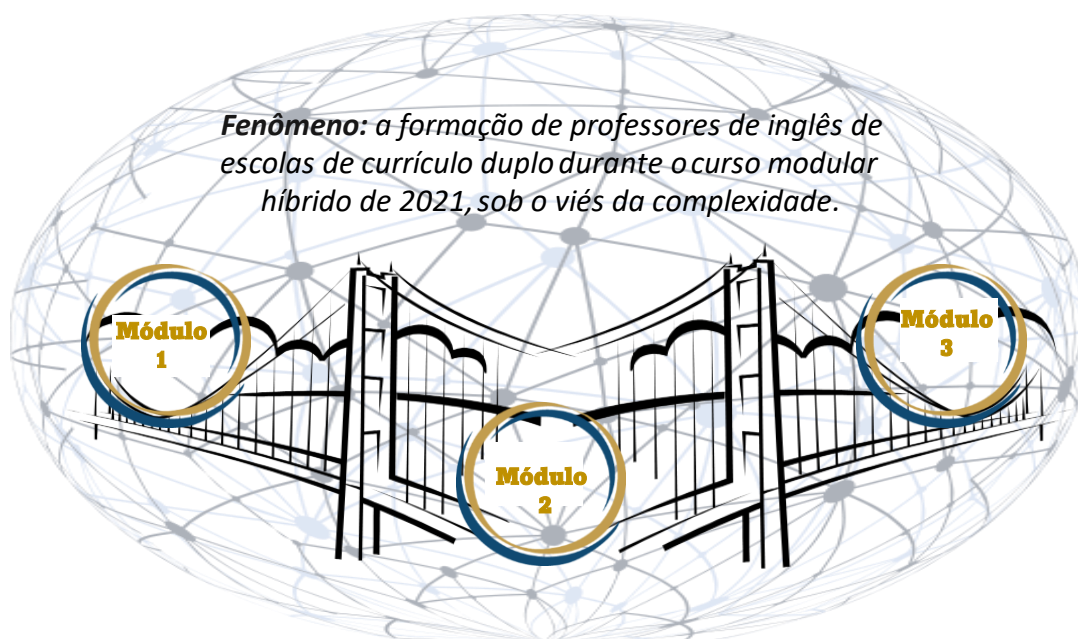 Fenômeno: a formação de professores de inglês de
escolas de currículo duplo durante o curso modular
híbrido de 2021, sob o viés da complexidade.
Módulo
1
Módulo
3
Módulo
2